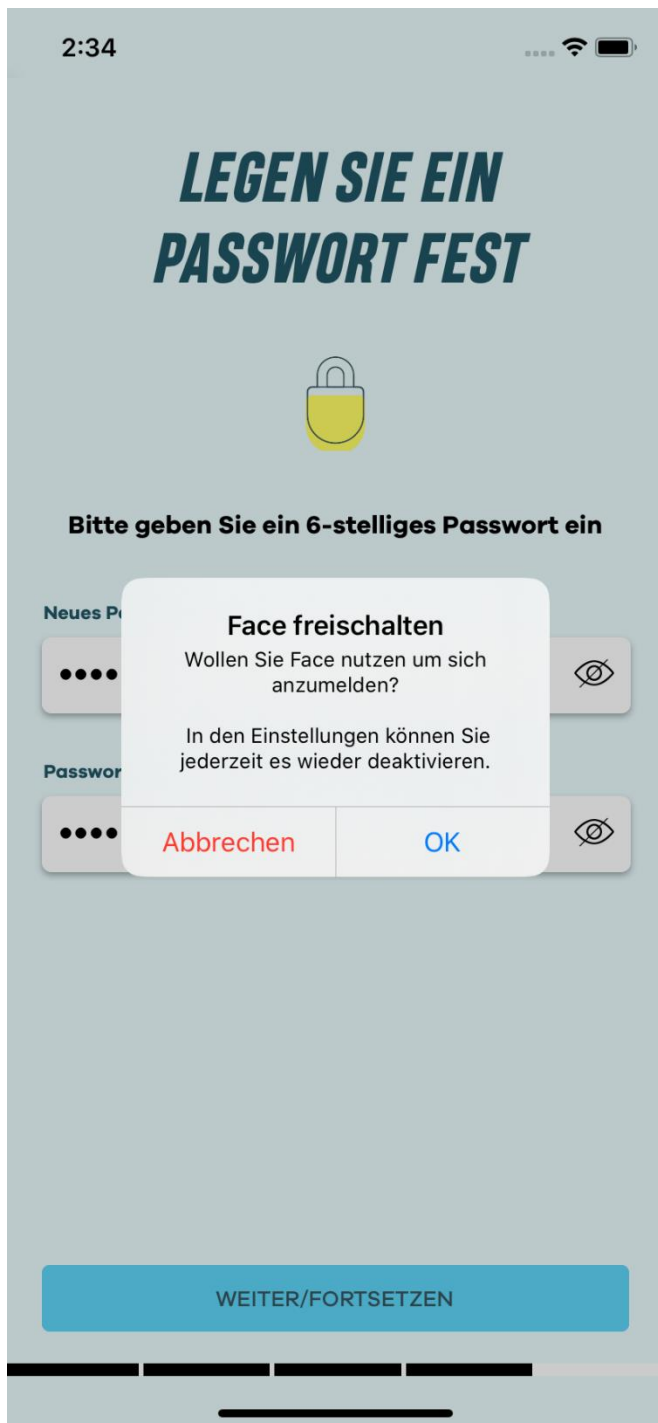 2:34
LEGEN SIE EIN
PASSWORT FEST
Bitte geben Sie ein 6-stelliges Passwort ein
Neues
Face freischalten
Wollen Sie Face nutzen um sich
anzumelden?
In den Einstellungen können Sie
jederzeit es wieder deaktivieren.
Abbrechen
OK
WEITER/FORTSETZEN